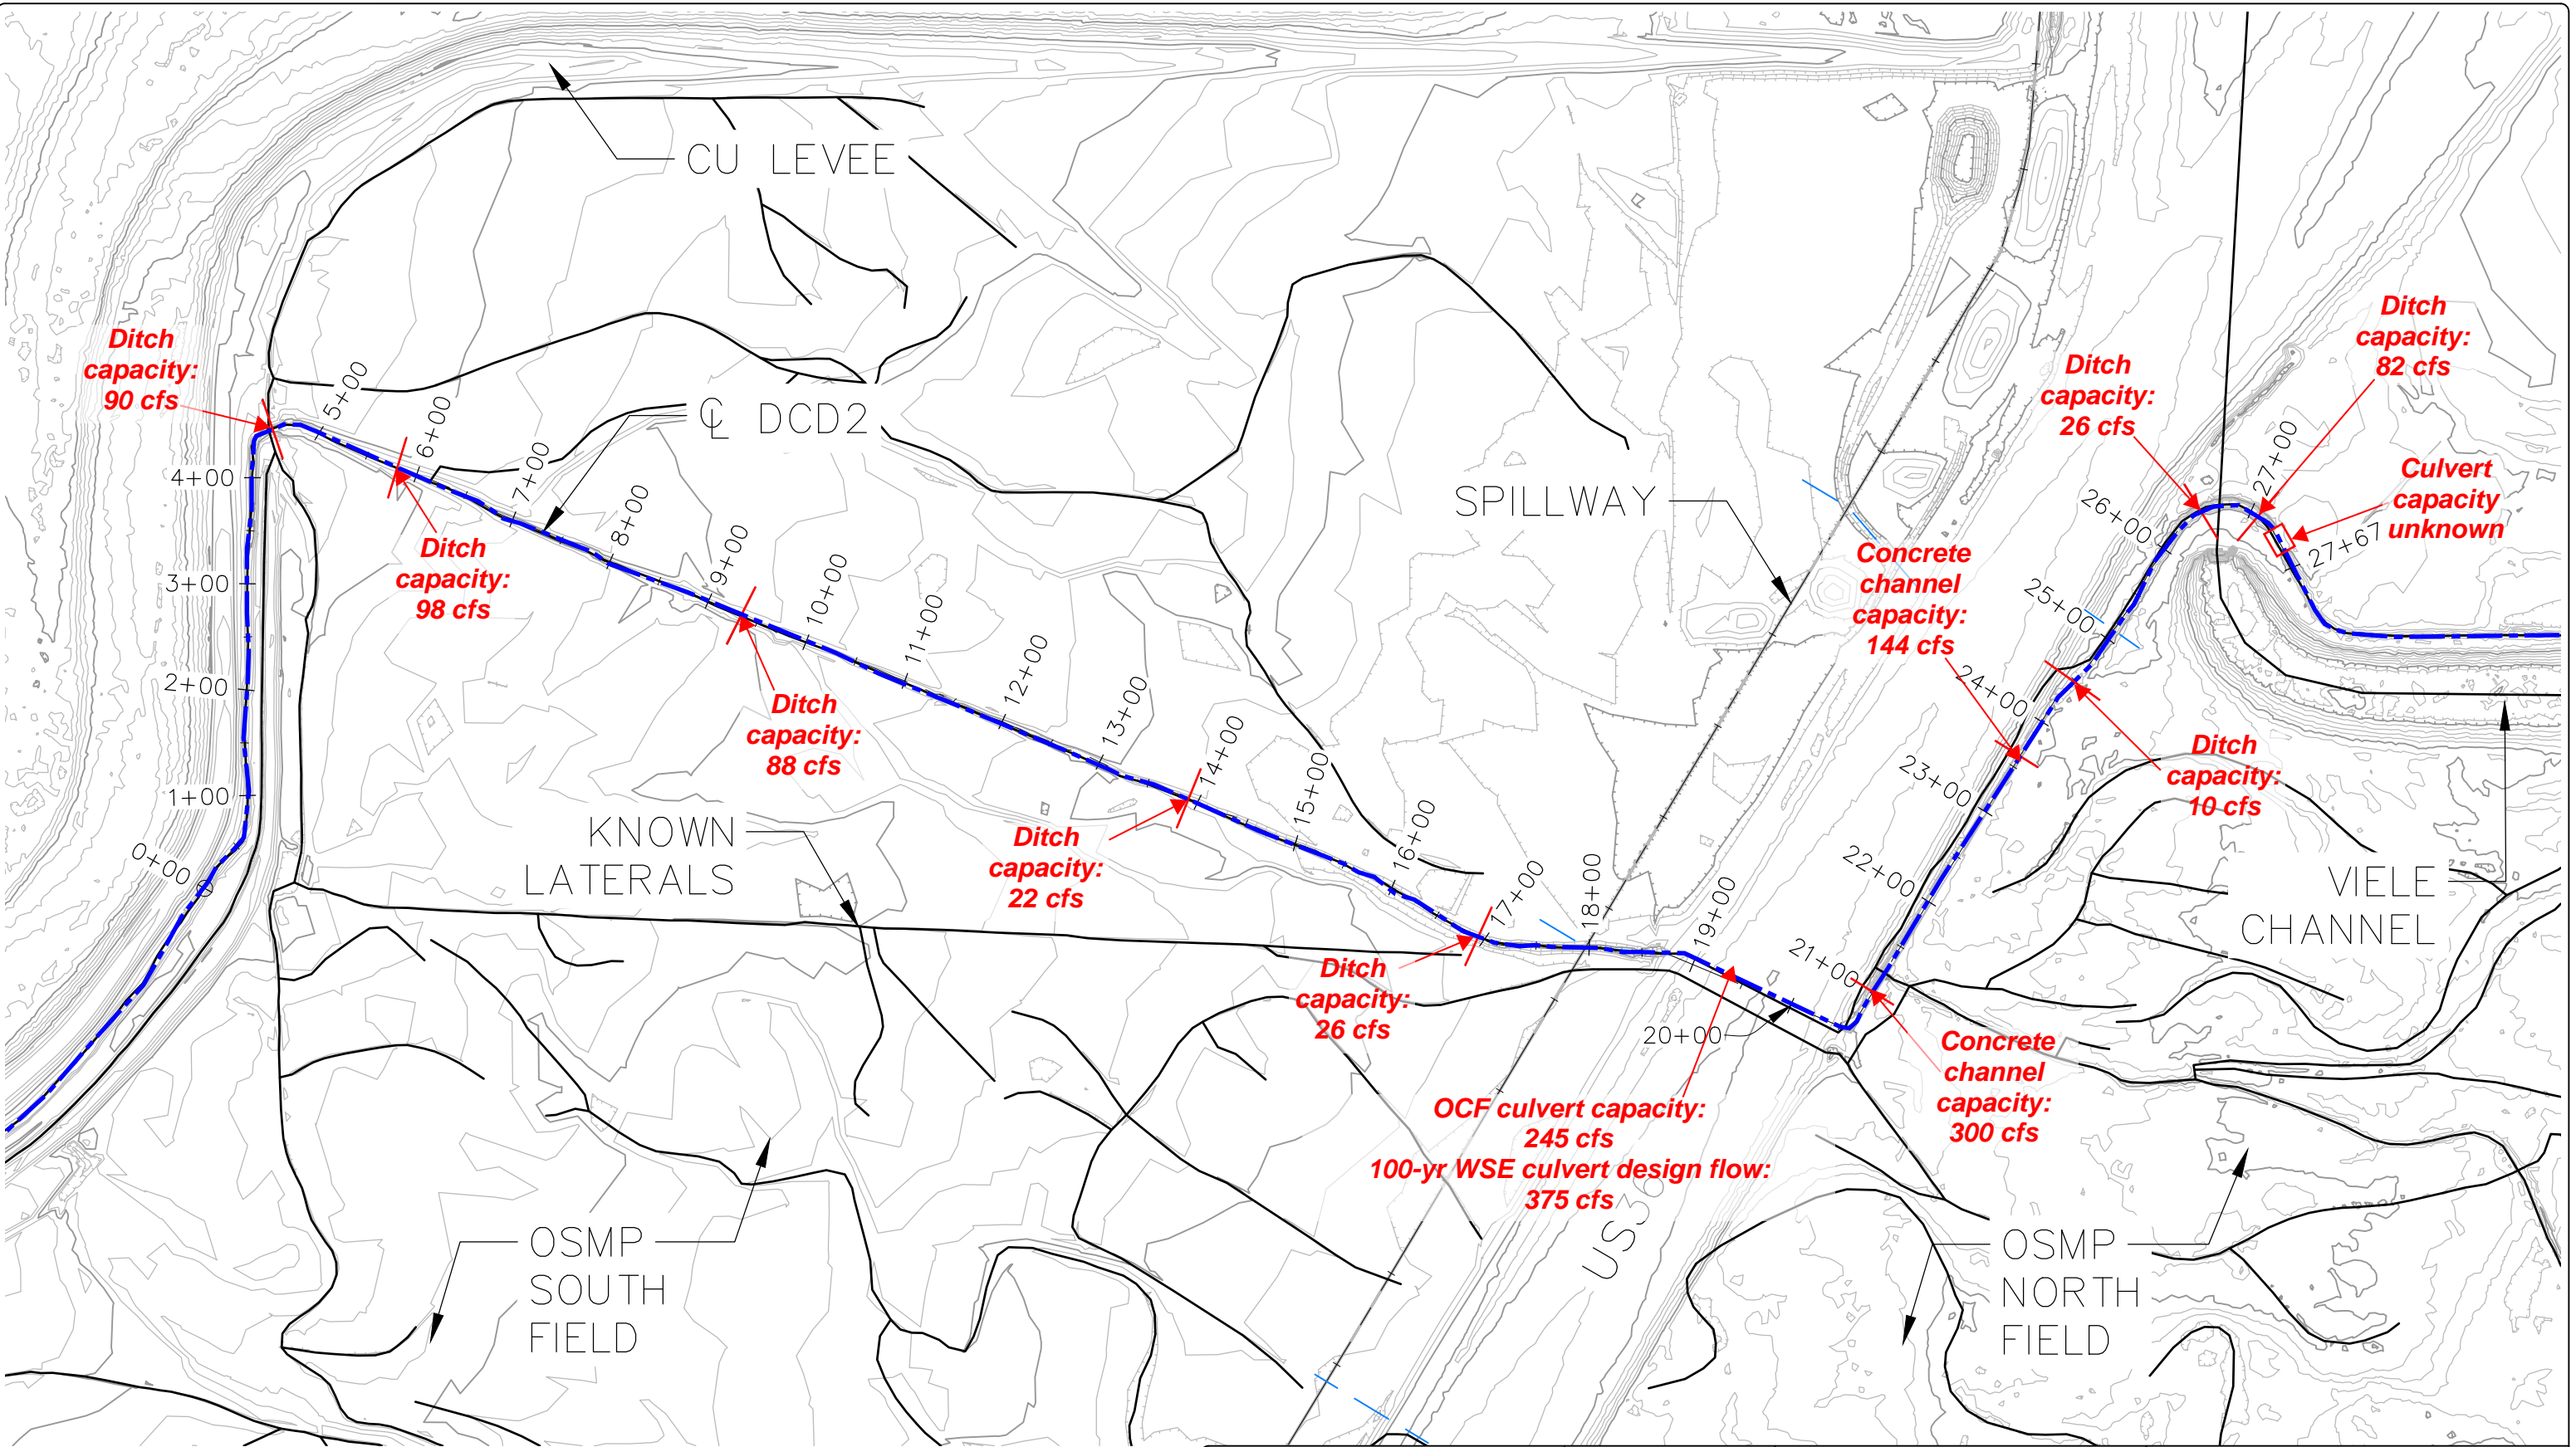 CU LEVEE
Ditch
capacity:
90 cfs
℄ DCD2
Ditch
capacity:
98 cfs
Ditch
capacity:
88 cfs
Ditch
capacity:
22 cfs
Ditch
capacity:
26 cfs
SPILLWAY
Concrete
channel
capacity:
144 cfs
Ditch
capacity:
26 cfs
Ditch
capacity:
82 cfs
Culvert
capacity
unknown
Ditch
capacity:
10 cfs
KNOWN
LATERALS
VIELE
CHANNEL
OCF culvert capacity:
245 cfs
100-yr WSE culvert design flow:
375 cfs
Concrete
channel
capacity:
300 cfs
US36
OSMP
SOUTH
FIELD
OSMP
NORTH
FIELD
0+00
1+00
2+00
3+00
4+00
5+00
6+00
7+00
8+00
9+00
10+00
11+00
12+00
13+00
14+00
15+00
16+00
17+00
18+00
19+00
20+00
21+00
22+00
23+00
24+00
25+00
26+00
27+00
27+67